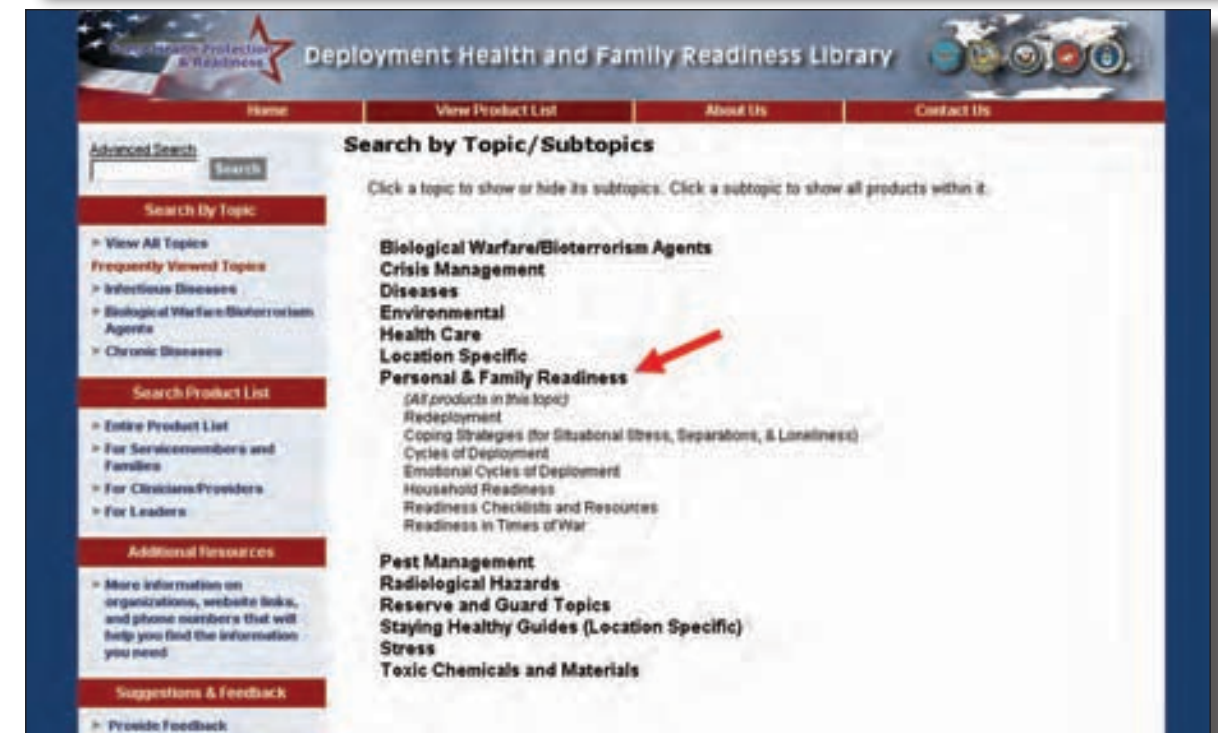 Force Health Protection
& Readiness
Deployment Health and Family Readiness Library
Home
View Product List
About Us
Contact Us
Advanced Search
Search
Search By Topic
» View All Topics
Frequently Viewed Topics
» Infectious Diseases
» Biological Warfare/Bioterrorism
Agents
» Chronic Diseases
Search Product List
» Entire Product List
» For Servicemembers and
Families
» For Clinicians/Providers
» For Leaders
Additional Resources
» More information on
organizations, website links,
and phone numbers that will
help you find the information
you need
Suggestions & Feedback
» Provide Feedback
Search by Topic/Subtopics
Click a topic to show or hide its subtopics. Click a subtopic to show all products within it.
Biological Warfare/Bioterrorism Agents
Crisis Management
Diseases
Environmental
Health Care
Location Specific
Personal & Family Readiness
(All products in this topic)
Redeployment
Coping Strategies (for Situational Stress, Separations, & Loneliness)
Cycles of Deployment
Emotional Cycles of Deployment
Household Readiness
Readiness Checklists and Resources
Readiness in Times of War
Pest Management
Radiological Hazards
Reserve and Guard Topics
Staying Healthy Guides (Location Specific)
Stress
Toxic Chemicals and Materials